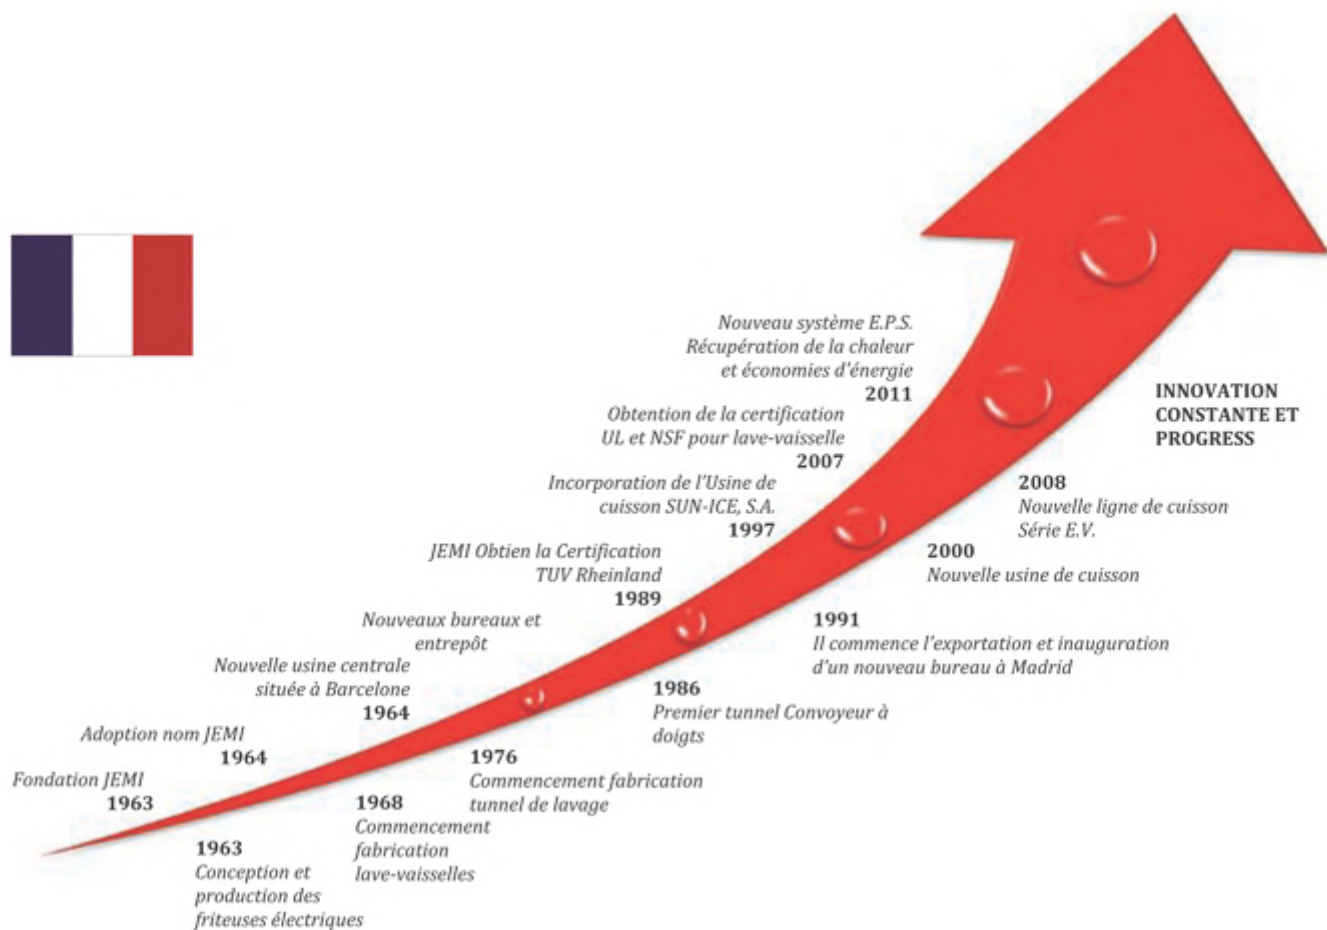 Nouveau système E.P.S.
Récupération de la chaleur
et économies d'énergie
2011
Obtention de la certification
UL et NSF pour lave-vaisselle
2007
Incorporation de l'Usine de
cuisson SUN-ICE, S.A.
1997
JEMI Obtien la Certification
TUV Rheinland
1989
Nouveaux bureaux et
entrepôt
Nouvelle usine centrale
située à Barcelone
1964
Adoption nom JEMI
1964
Fondation JEMI
1963
1963
Conception et
production des
friteuses électriques
1968
Commencement
fabrication
lave-vaisselles
1976
Commencement fabrication
tunnel de lavage
1986
Premier tunnel Convoyeur à
doigts
1991
Il commence l'exportation et inauguration
d'un nouveau bureau à Madrid
2000
Nouvelle usine de cuisson
2008
Nouvelle ligne de cuisson
Série E.V.
INNOVATION
CONSTANTE ET
PROGRESS